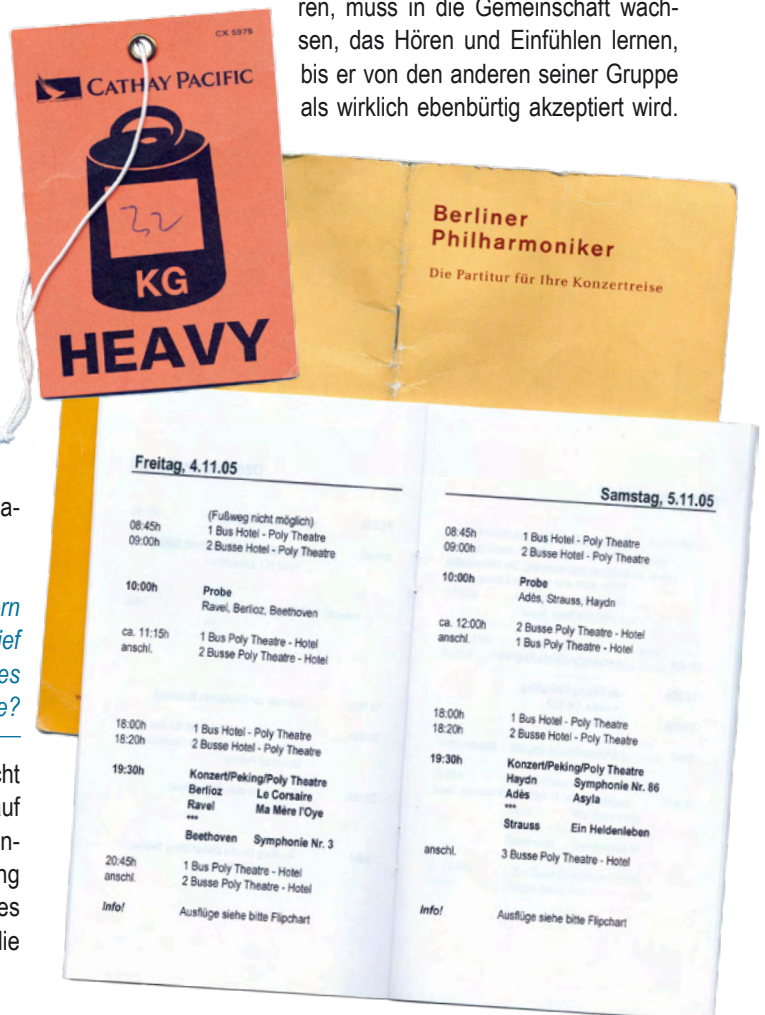 ren, muss in die Gemeinschaft wach-
sen, das Hören und Einfühlen lernen,
bis er von den anderen seiner Gruppe
als wirklich ebenbürtig akzeptiert wird.
CX 5979
CATHAY PACIFIC
32
KG
HEAVY
Berliner
Philharmoniker
Die Partitur für Ihre Konzertreise
a-
ern
ief
es
e?
cht
auf
n-
ng
es
die
Freitag, 4.11.05
(Fußweg nicht möglich)
08:45h 1 Bus Hotel - Poly Theatre
09:00h 2 Busse Hotel - Poly Theatre
10:00h Probe
Ravel, Berlioz, Beethoven
ca. 11:15h 1 Bus Poly Theatre - Hotel
anschl. 2 Busse Poly Theatre - Hotel
18:00h 1 Bus Hotel - Poly Theatre
18:20h 2 Busse Hotel - Poly Theatre
19:30h Konzert/Peking/Poly Theatre
Berlioz Le Corsaire
Ravel Ma Mère l'Oye
***
Beethoven Symphonie Nr. 3
20:45h 1 Bus Poly Theatre - Hotel
anschl. 2 Busse Poly Theatre - Hotel
Info! Ausflüge siehe bitte Flipchart
Samstag, 5.11.05
08:45h 1 Bus Hotel - Poly Theatre
09:00h 2 Busse Hotel - Poly Theatre
10:00h Probe
Adès, Strauss, Haydn
ca. 12:00h 2 Busse Poly Theatre - Hotel
anschl. 1 Bus Poly Theatre - Hotel
18:00h 1 Bus Hotel - Poly Theatre
18:20h 2 Busse Hotel - Poly Theatre
19:30h Konzert/Peking/Poly Theatre
Haydn Symphonie Nr. 86
Adès Asyla
***
Strauss Ein Heldenleben
anschl. 3 Busse Poly Theatre - Hotel
Info! Ausflüge siehe bitte Flipchart